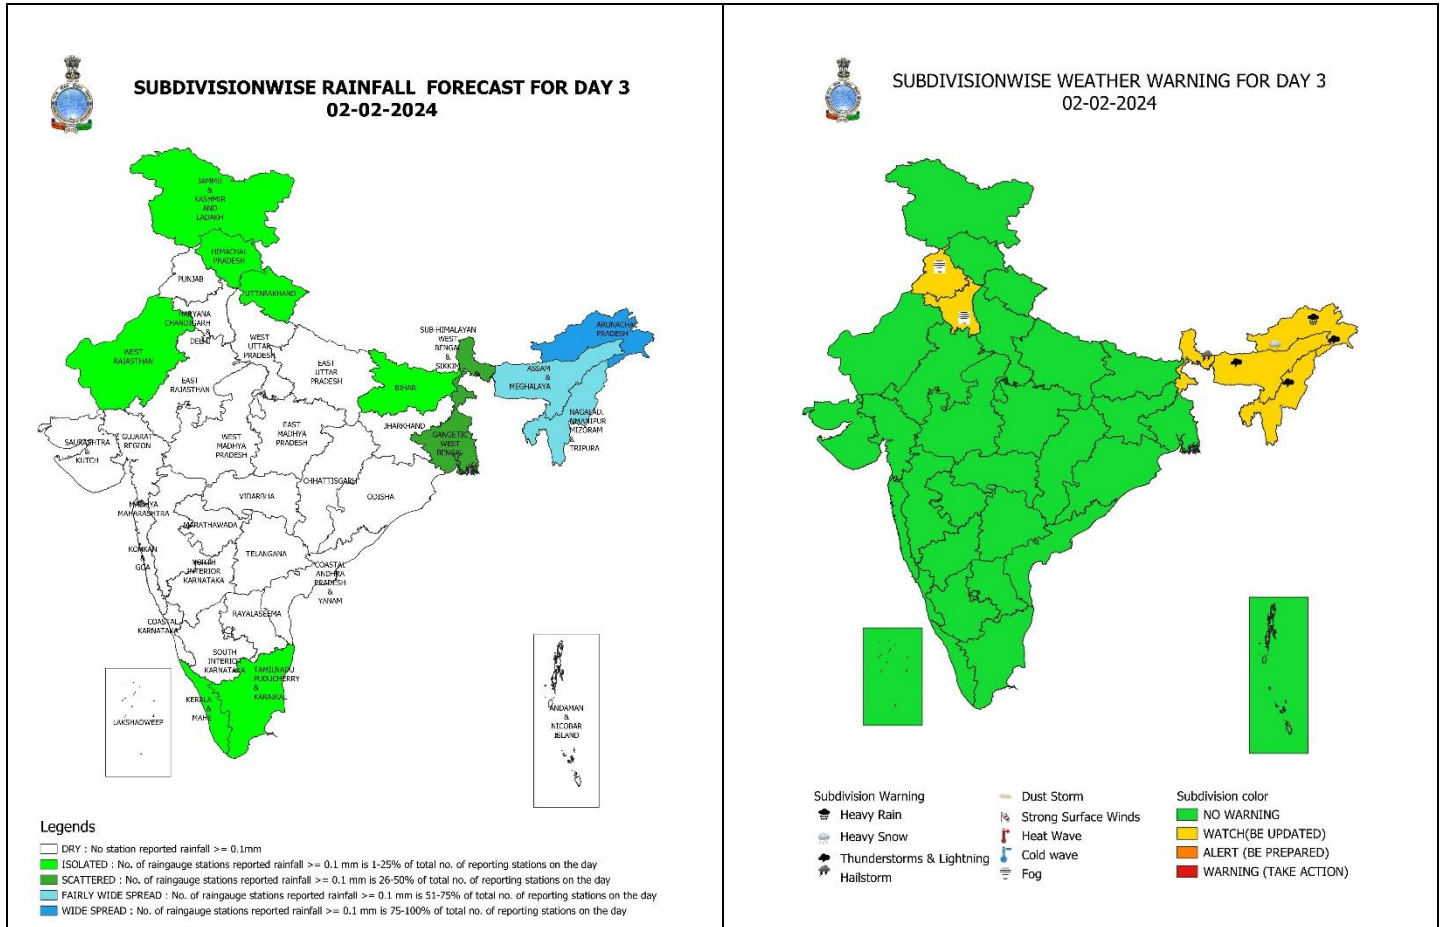 SUBDIVISIONWISE RAINFALL FORECAST FOR DAY 3
02-02-2024
JAMMU
&
KASHMIR
AND
LADAKH
HIMACHAL
PRADESH
PUNJAB
UTTARAKHAND
HARYANA
CHANDIGARH
&
DELHI
WEST
RAJASTHAN
WEST
UTTAR
PRADESH
EAST
UTTAR
PRADESH
SUB-HIMALAYAN
WEST
BENGAL
&
SIKKIM
ARUNACHAL
PRADESH
ASSAM
&
MEGHALAYA
EAST
RAJASTHAN
BIHAR
NAGALAD,
MANIPUR
MIZORAM
&
TRIPURA
SAURASHTRA
&
KUTCH
GUJARAT
REGION
WEST
MADHYA
PRADESH
EAST
MADHYA
PRADESH
JHARKHAND
GANGETIC
WEST
BENGAL
CHHATTISGARH
ODISHA
VIDARBHA
MADHYA
MAHARASHTRA
MARATHAWADA
KONKAN
&
GOA
NORTH
INTERIOR
KARNATAKA
TELANGANA
COASTAL
ANDHRA
PRADESH
&
YANAM
RAYALASEEMA
COASTAL
KARNATAKA
SOUTH
INTERIOR
KARNATAKA
TAMILNADU
PUDUCHERRY
&
KARAIKAL
KERALA
&
MAHE
LAKSHADWEEP
ANDAMAN
&
NICOBAR
ISLAND
Legends
DRY : No station reported rainfall >= 0.1mm
ISOLATED : No. of raingauge stations reported rainfall >= 0.1 mm is 1-25% of total no. of reporting stations on the day
SCATTERED : No. of raingauge stations reported rainfall >= 0.1 mm is 26-50% of total no. of reporting stations on the day
FAIRLY WIDE SPREAD : No. of raingauge stations reported rainfall >= 0.1 mm is 51-75% of total no. of reporting stations on the day
WIDE SPREAD : No. of raingauge stations reported rainfall >= 0.1 mm is 75-100% of total no. of reporting stations on the day
SUBDIVISIONWISE WEATHER WARNING FOR DAY 3
02-02-2024
Subdivision Warning
Heavy Rain
Heavy Snow
Thunderstorms & Lightning
Hailstorm
Dust Storm
Strong Surface Winds
Heat Wave
Cold wave
Fog
Subdivision color
NO WARNING
WATCH(BE UPDATED)
ALERT (BE PREPARED)
WARNING (TAKE ACTION)